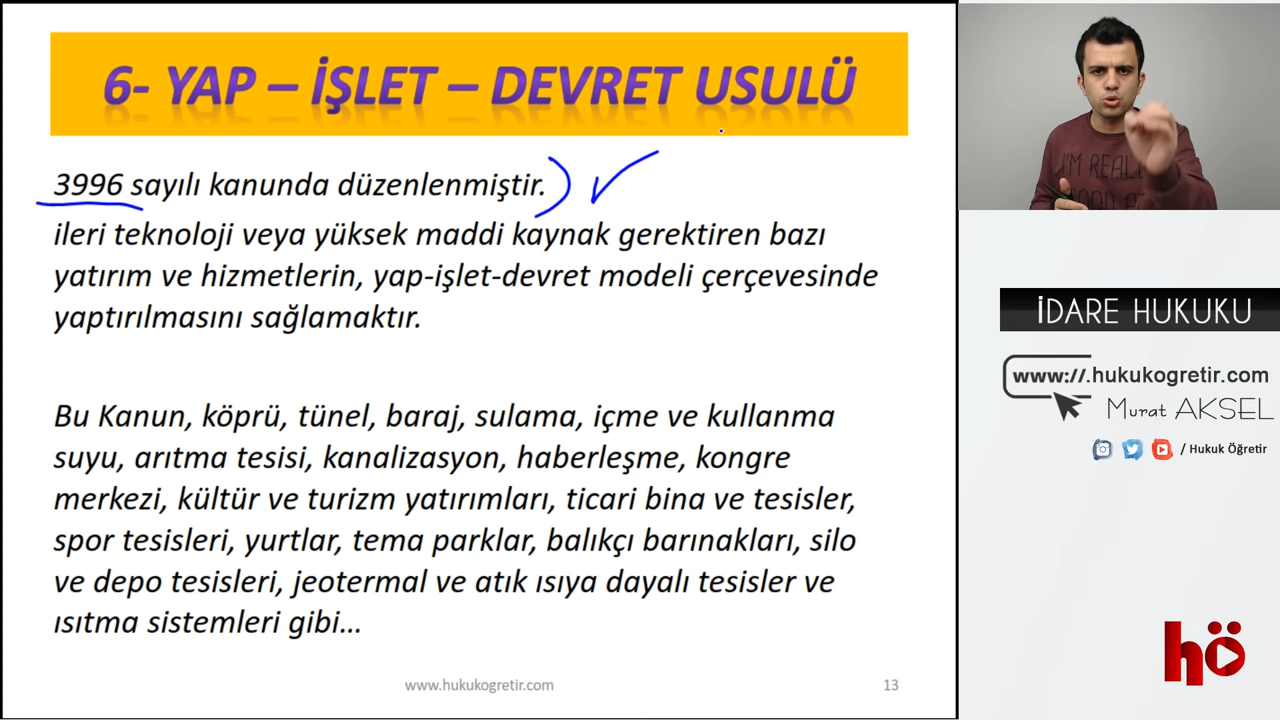 6- YAP – İŞLET – DEVRET USULÜ
3996 sayılı kanunda düzenlenmiştir.
ileri teknoloji veya yüksek maddi kaynak gerektiren bazı
yatırım ve hizmetlerin, yap-işlet-devret modeli çerçevesinde
yaptırılmasını sağlamaktır.
Bu Kanun, köprü, tünel, baraj, sulama, içme ve kullanma
suyu, arıtma tesisi, kanalizasyon, haberleşme, kongre
merkezi, kültür ve turizm yatırımları, ticari bina ve tesisler,
spor tesisleri, yurtlar, tema parklar, balıkçı barınakları, silo
ve depo tesisleri, jeotermal ve atık ısıya dayalı tesisler ve
ısıtma sistemleri gibi...
www.hukukogretir.com
13
I'M REAL
İDARE HUKUKU
www://.hukukogretir.com
Murat AKSEL
/ Hukuk Öğretir
hö